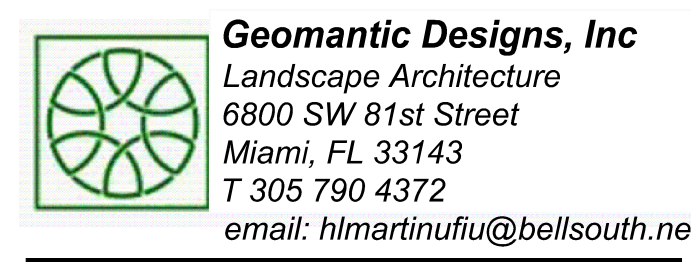 Geomantic Designs, Inc
Landscape Architecture
6800 SW 81st Street
Miami, FL 33143
T 305 790 4372
email: hlmartinufiu@bellsouth.ne